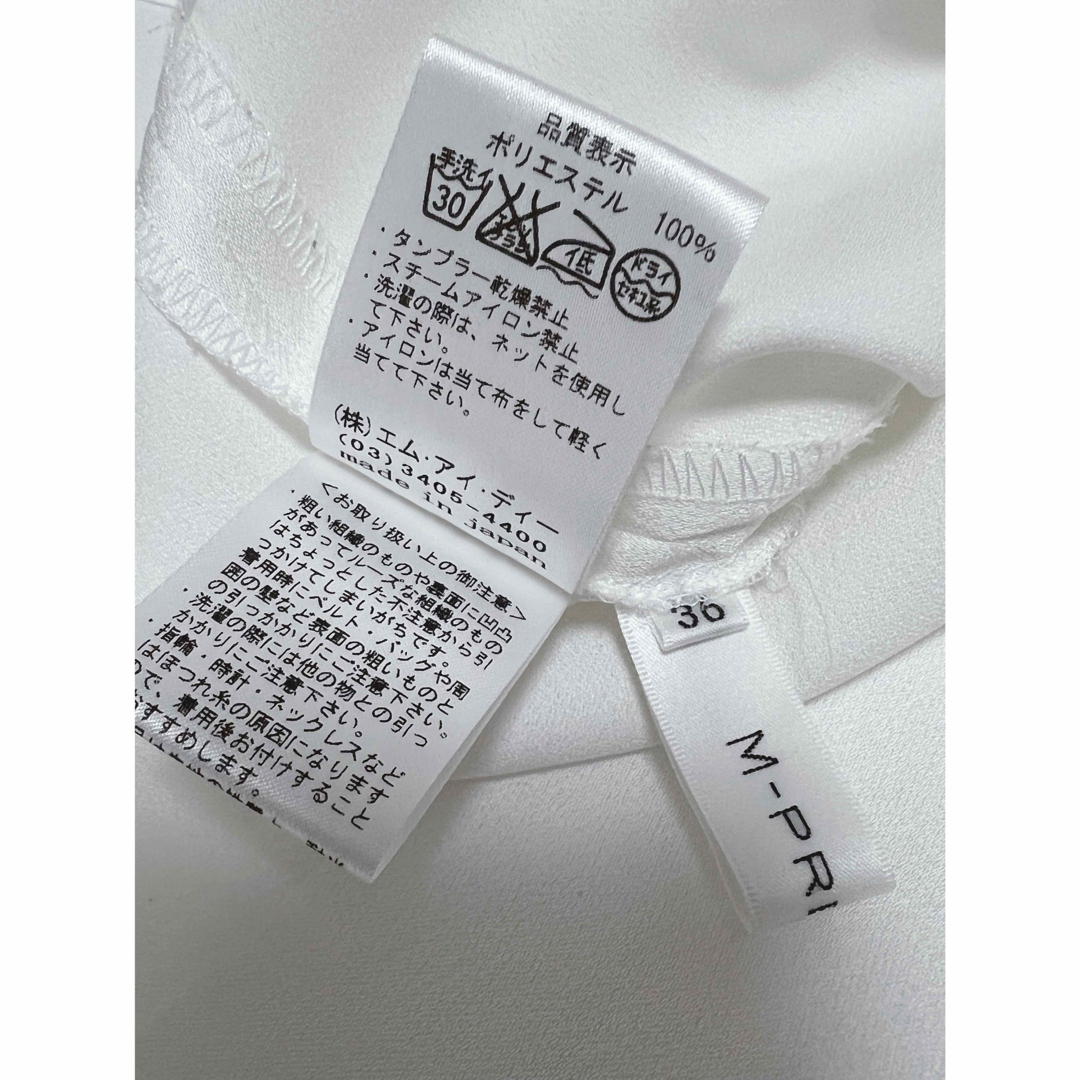 品質表示
ポリエステル 100%
手洗イ
30
エンソ
サラシ
低
ドライ
セキユ系
・タンブラー乾燥禁止
・スチームアイロン禁止
・洗濯の際は、ネットを使用し
て下さい。
・アイロンは当て布をして軽く
当てて下さい。
(株)エム・アイ・ディー
(03)3405-4400
made in japan
<お取り扱い上の御注意>
・粗い組織のものや裏面に凹凸
があってルーズな組織のもの
はちょっとした不注意から引
っかけてしまいがちです。
着用時にベルト・バッグや周
囲の壁など表面の粗いものと
の引っかかりにご注意下さい。
・洗濯の際には他の物との引っ
かかりにご注意下さい。
・指輪・時計・ネックレスなど
はほつれ糸の原因になります
ので、着用後お付けすること
おすすめします。
36
M-PRE